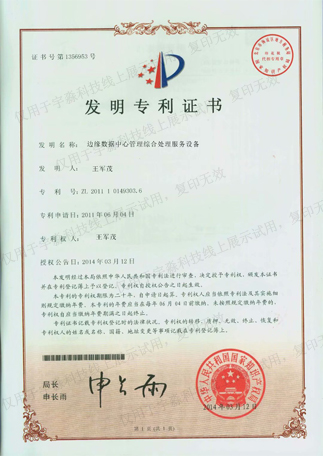 证书号第1356953号
发明专利证书
发明名称：边缘数据中心管理综合处理服务设备
发明人：王军茂
专利号：ZL 2011 1 0149303.6
专利申请日：2011年06月04日
专利权人：王军茂
授权公告日：2014年03月12日
本发明经过本局依照中华人民共和国专利法进行审查，决定授予专利权，颁发本证书
并在专利登记簿上予以登记。专利权自授权公告之日起生效。
本专利的专利权期限为二十年，自申请日起算。专利权人应当依照专利法及其实施细
则规定缴纳年费。本专利的年费应当在每年06月04日前缴纳。未按照规定缴纳年费的，
专利权自应当缴纳年费期满之日起终止。
专利证书记载专利权登记时的法律状况。专利权的转移、质押、无效、终止、恢复和
专利权人的姓名或名称、国籍、地址变更等事项记载在专利登记簿上。
局长
申长雨
申长雨
中华人民共和国国家知识产权局
2014年03月12日
第1页（共1页）
仅用于宇淼科技线上展示试用，复印无效